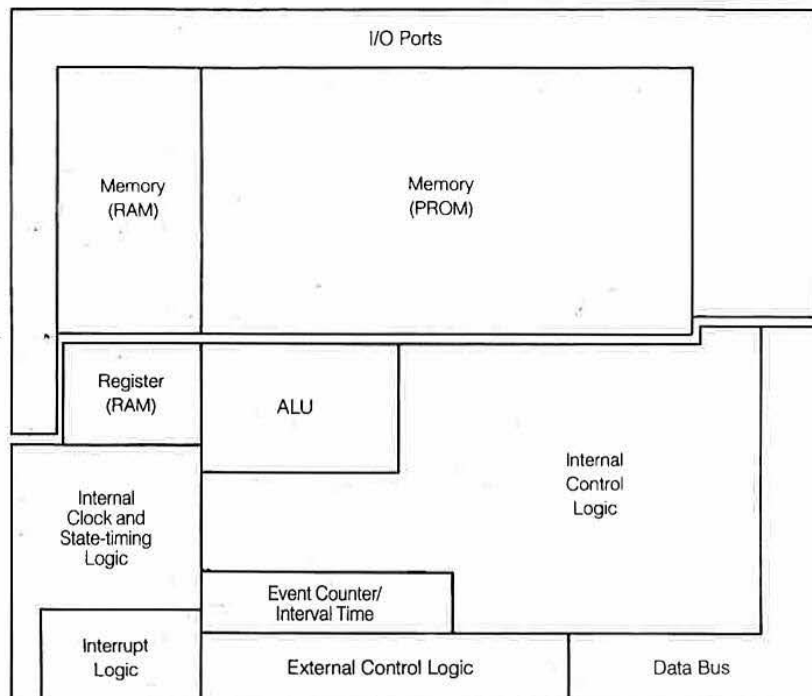 I/O Ports
Memory
(RAM)
Memory
(PROM)
Register
(RAM)
ALU
Internal
Control
Logic
Internal
Clock and
State-timing
Logic
Event Counter/
Interval Time
Interrupt
Logic
External Control Logic
Data Bus